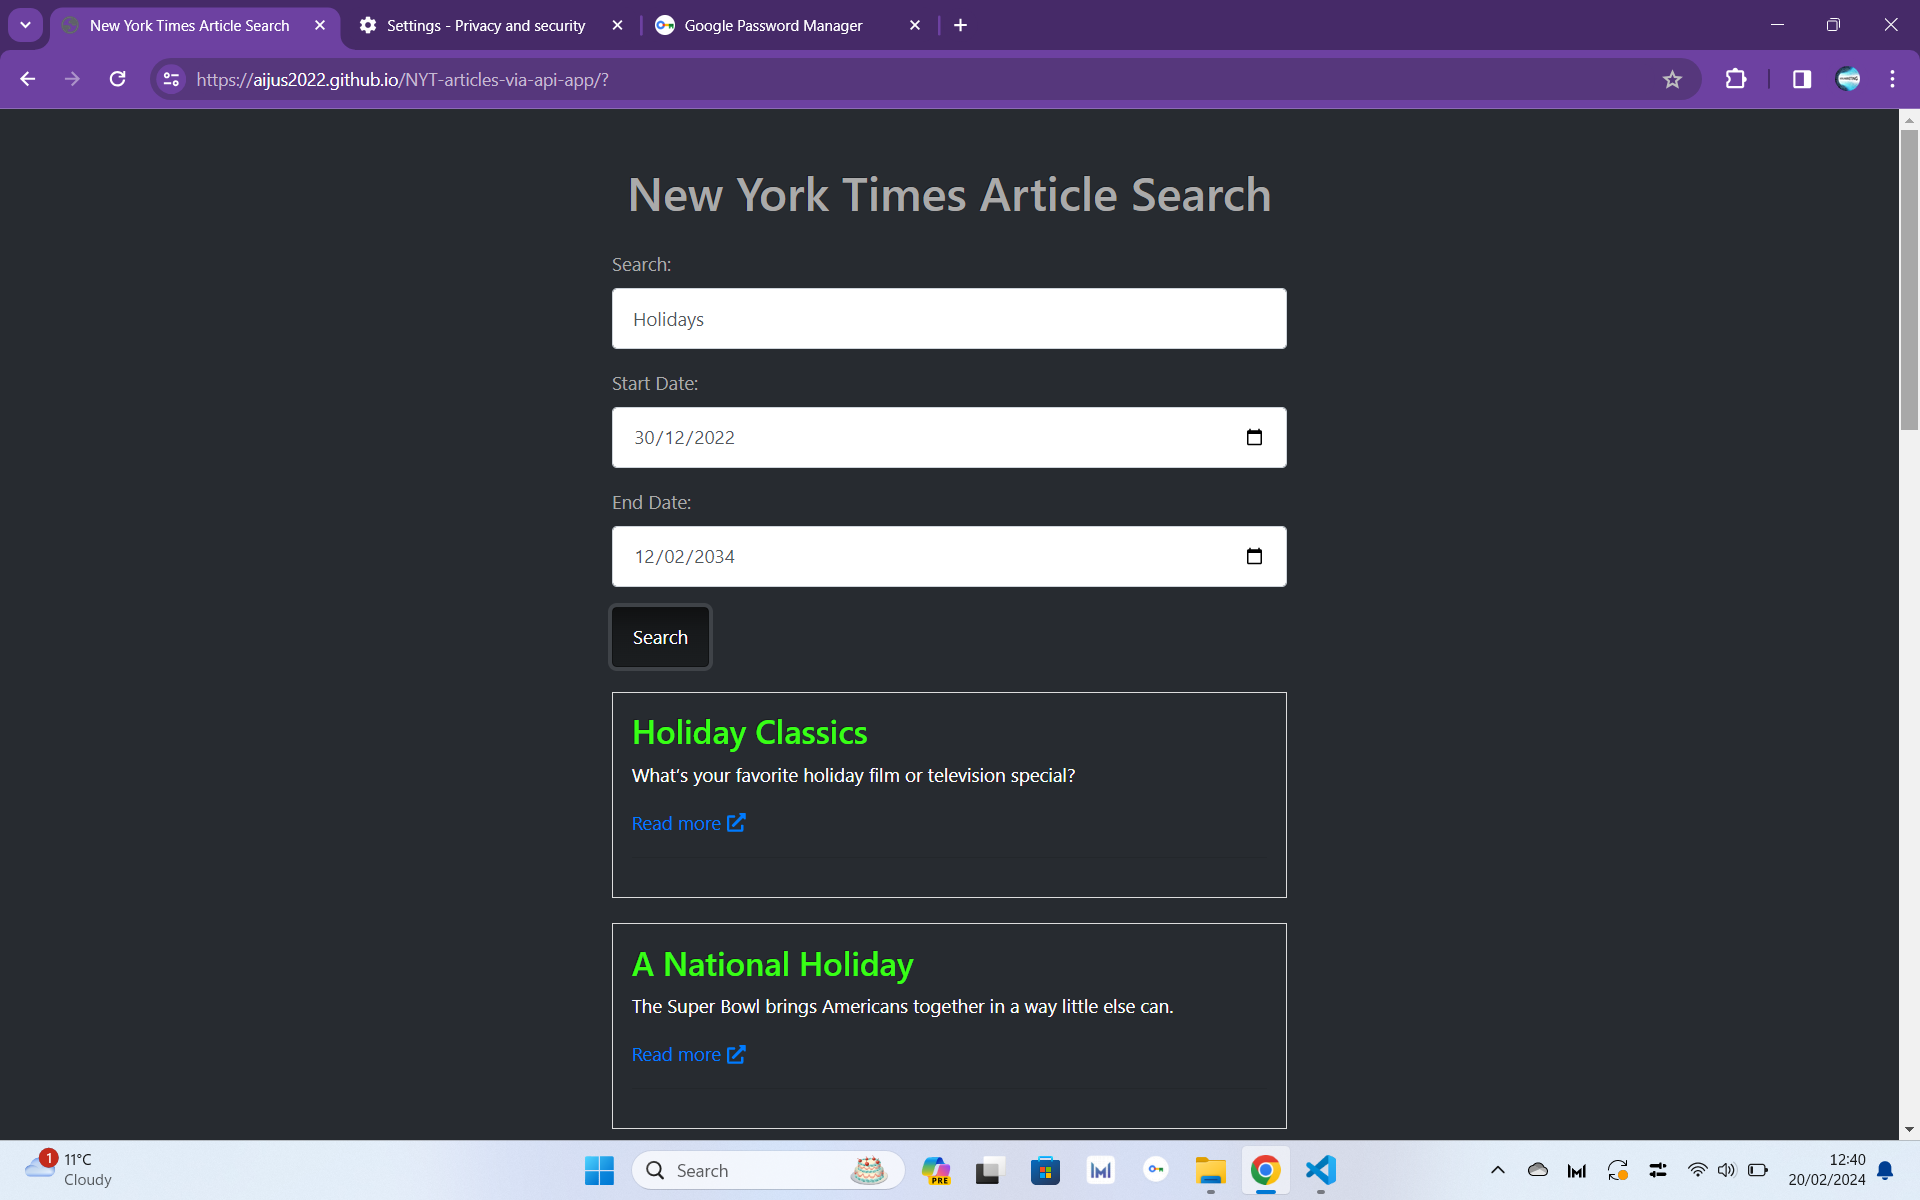 New York Times Article Search
Settings - Privacy and security
Google Password Manager
https://aijus2022.github.io/NYT-articles-via-api-app/?
New York Times Article Search
Search:
Holidays
Start Date:
30/12/2022
End Date:
12/02/2034
Search
Holiday Classics
What's your favorite holiday film or television special?
Read more
A National Holiday
The Super Bowl brings Americans together in a way little else can.
Read more
1
11°C
Cloudy
Search
PRE
12:40
20/02/2024